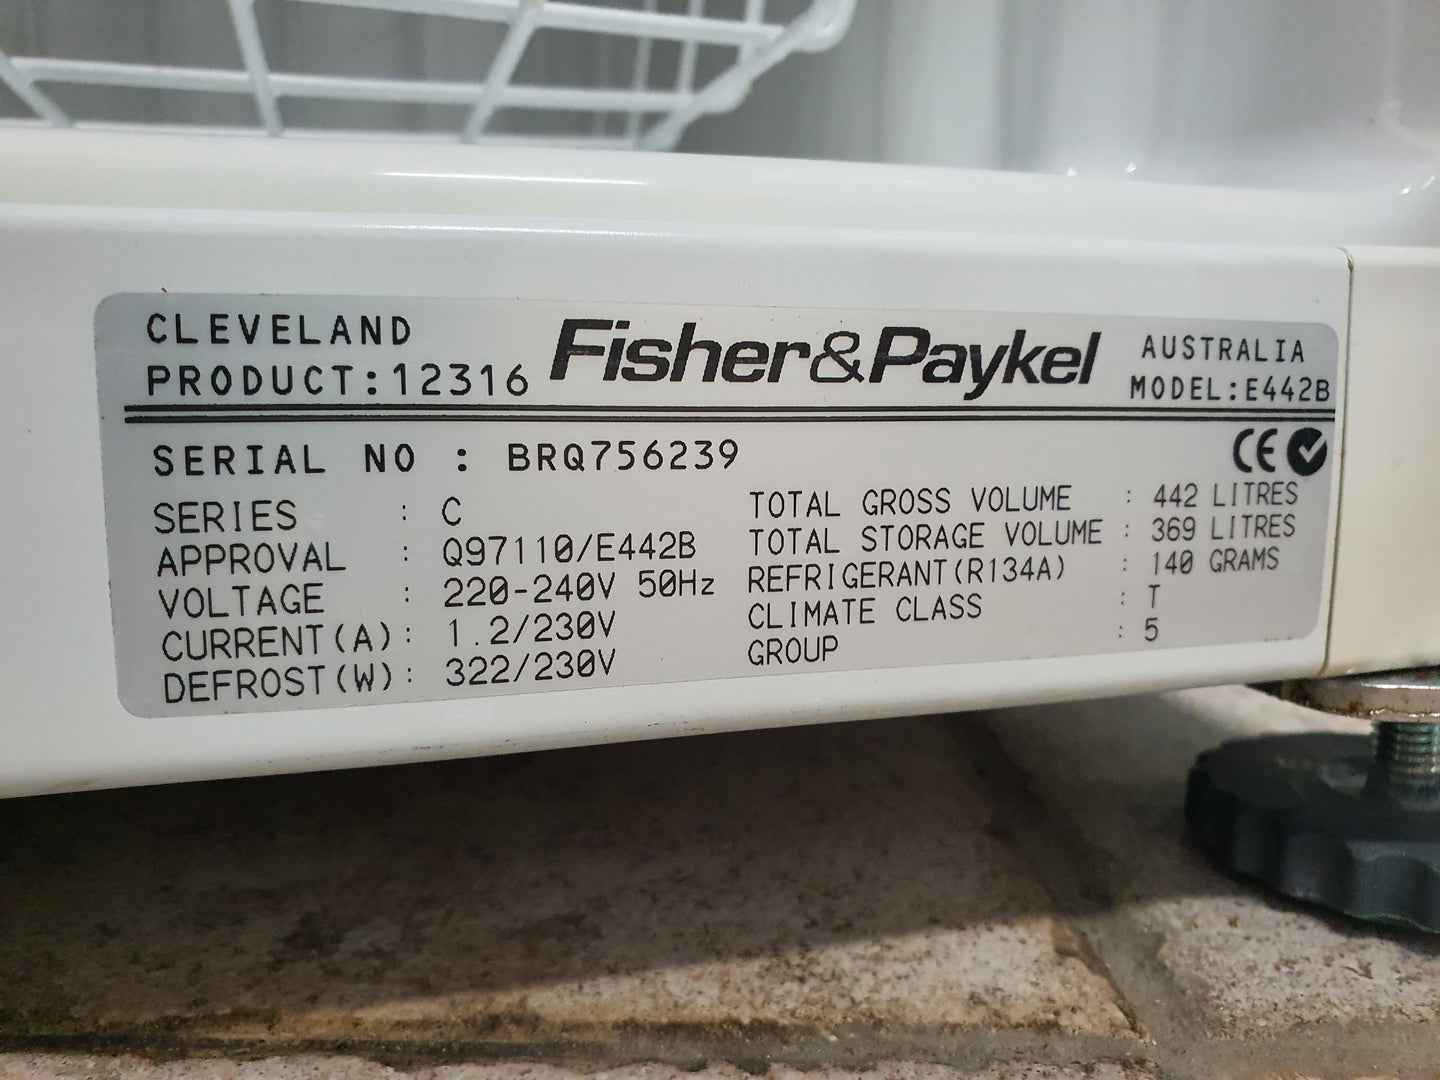 CLEVELAND
PRODUCT:12316
Fisher&Paykel
AUSTRALIA
MODEL:E442B
SERIAL NO : BRQ756239
CE
SERIES : C
APPROVAL : Q97110/E442B
VOLTAGE : 220-240V 50Hz
CURRENT(A): 1.2/230V
DEFROST(W): 322/230V
TOTAL GROSS VOLUME : 442 LITRES
TOTAL STORAGE VOLUME : 369 LITRES
REFRIGERANT(R134A) : 140 GRAMS
CLIMATE CLASS : T
GROUP : 5